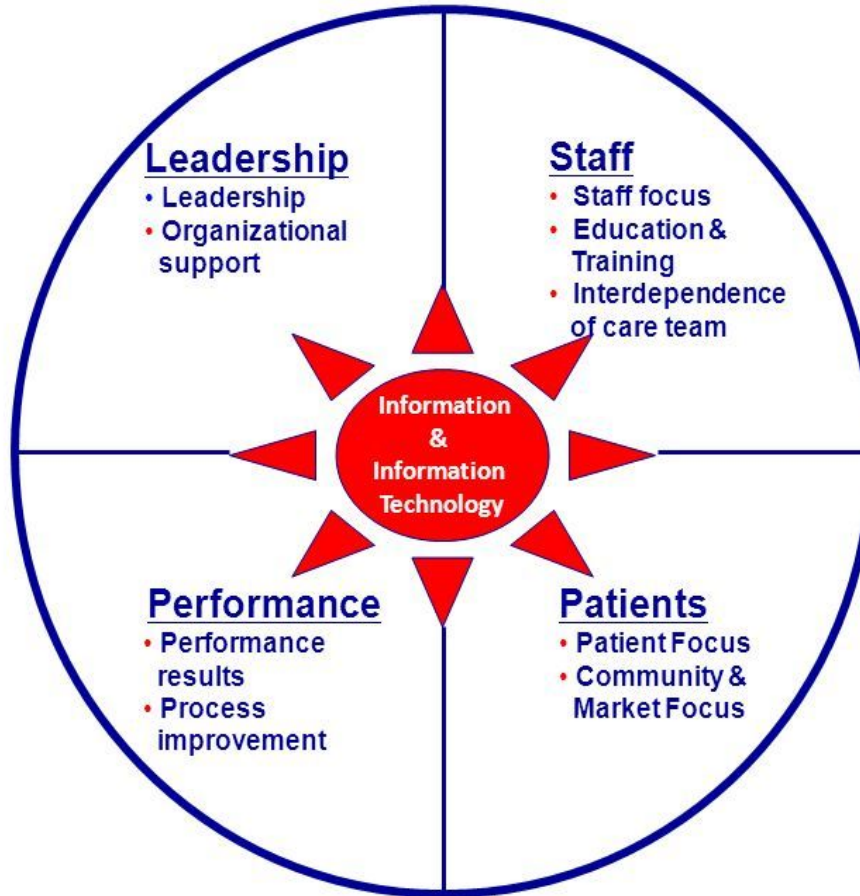 Leadership
• Leadership
• Organizational
support
Staff
• Staff focus
• Education &
Training
• Interdependence
of care team
Information
&
Information
Technology
Performance
• Performance
results
• Process
improvement
Patients
• Patient Focus
• Community &
Market Focus